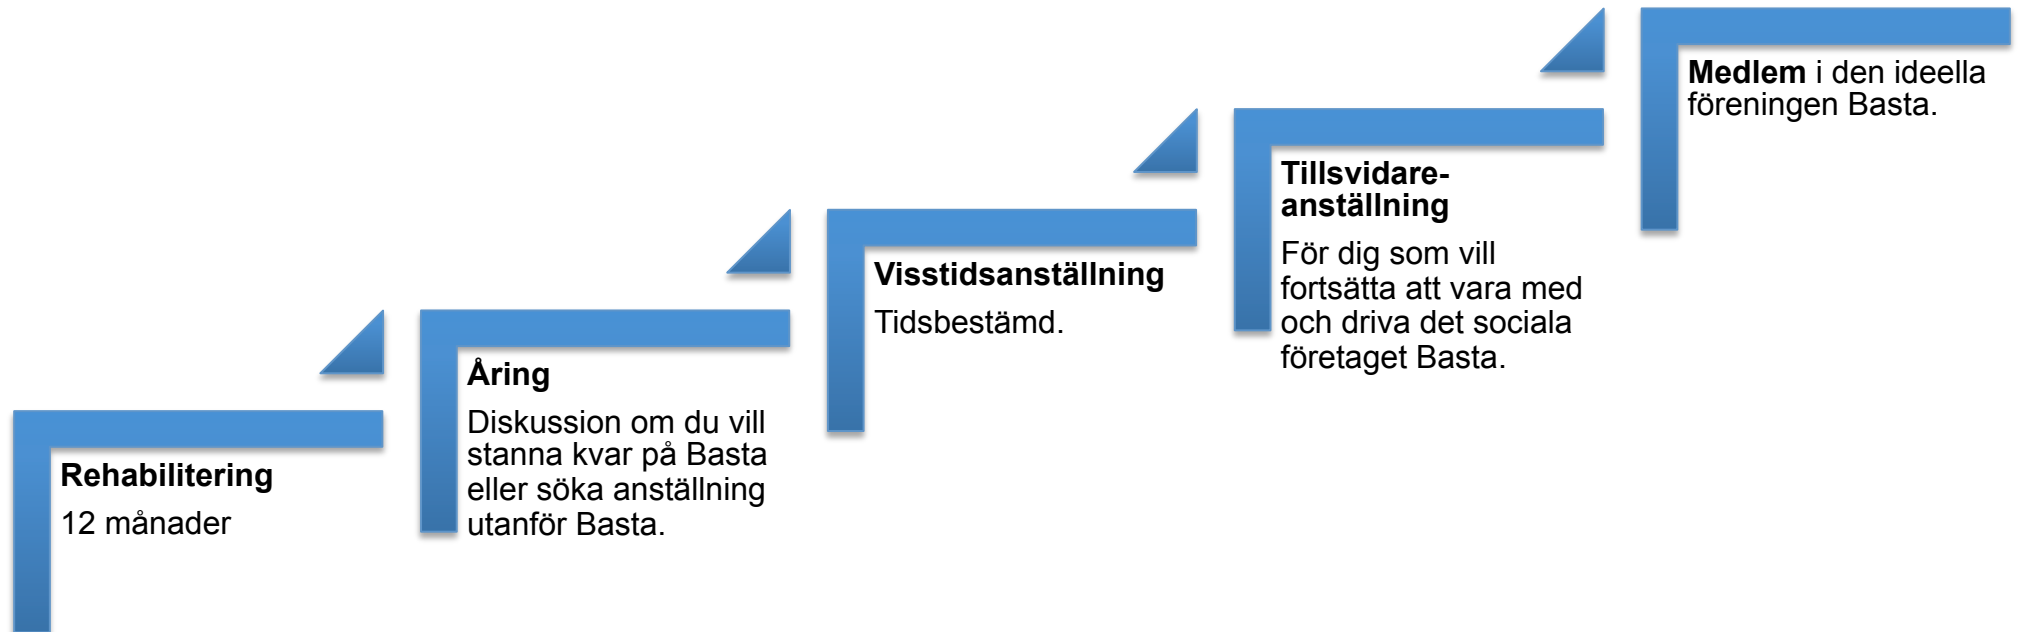 Rehabilitering
12 månader
Åring
Diskussion om du vill
stanna kvar på Basta
eller söka anställning
utanför Basta.
Visstidsanställning
Tidsbestämd.
Tillsvidare-
anställning
För dig som vill
fortsätta att vara med
och driva det sociala
företaget Basta.
Medlem i den ideella
föreningen Basta.